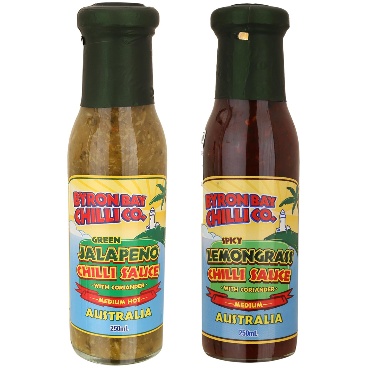 BYRON BAY
CHILLI CO.
GREEN
JALAPENO
CHILLI SAUCE
WITH CORIANDER
MEDIUM HOT
AUSTRALIA
250mL
BYRON BAY
CHILLI CO.
SPICY
LEMONGRASS
CHILLI SAUCE
WITH CORIANDER
MEDIUM
AUSTRALIA
250mL